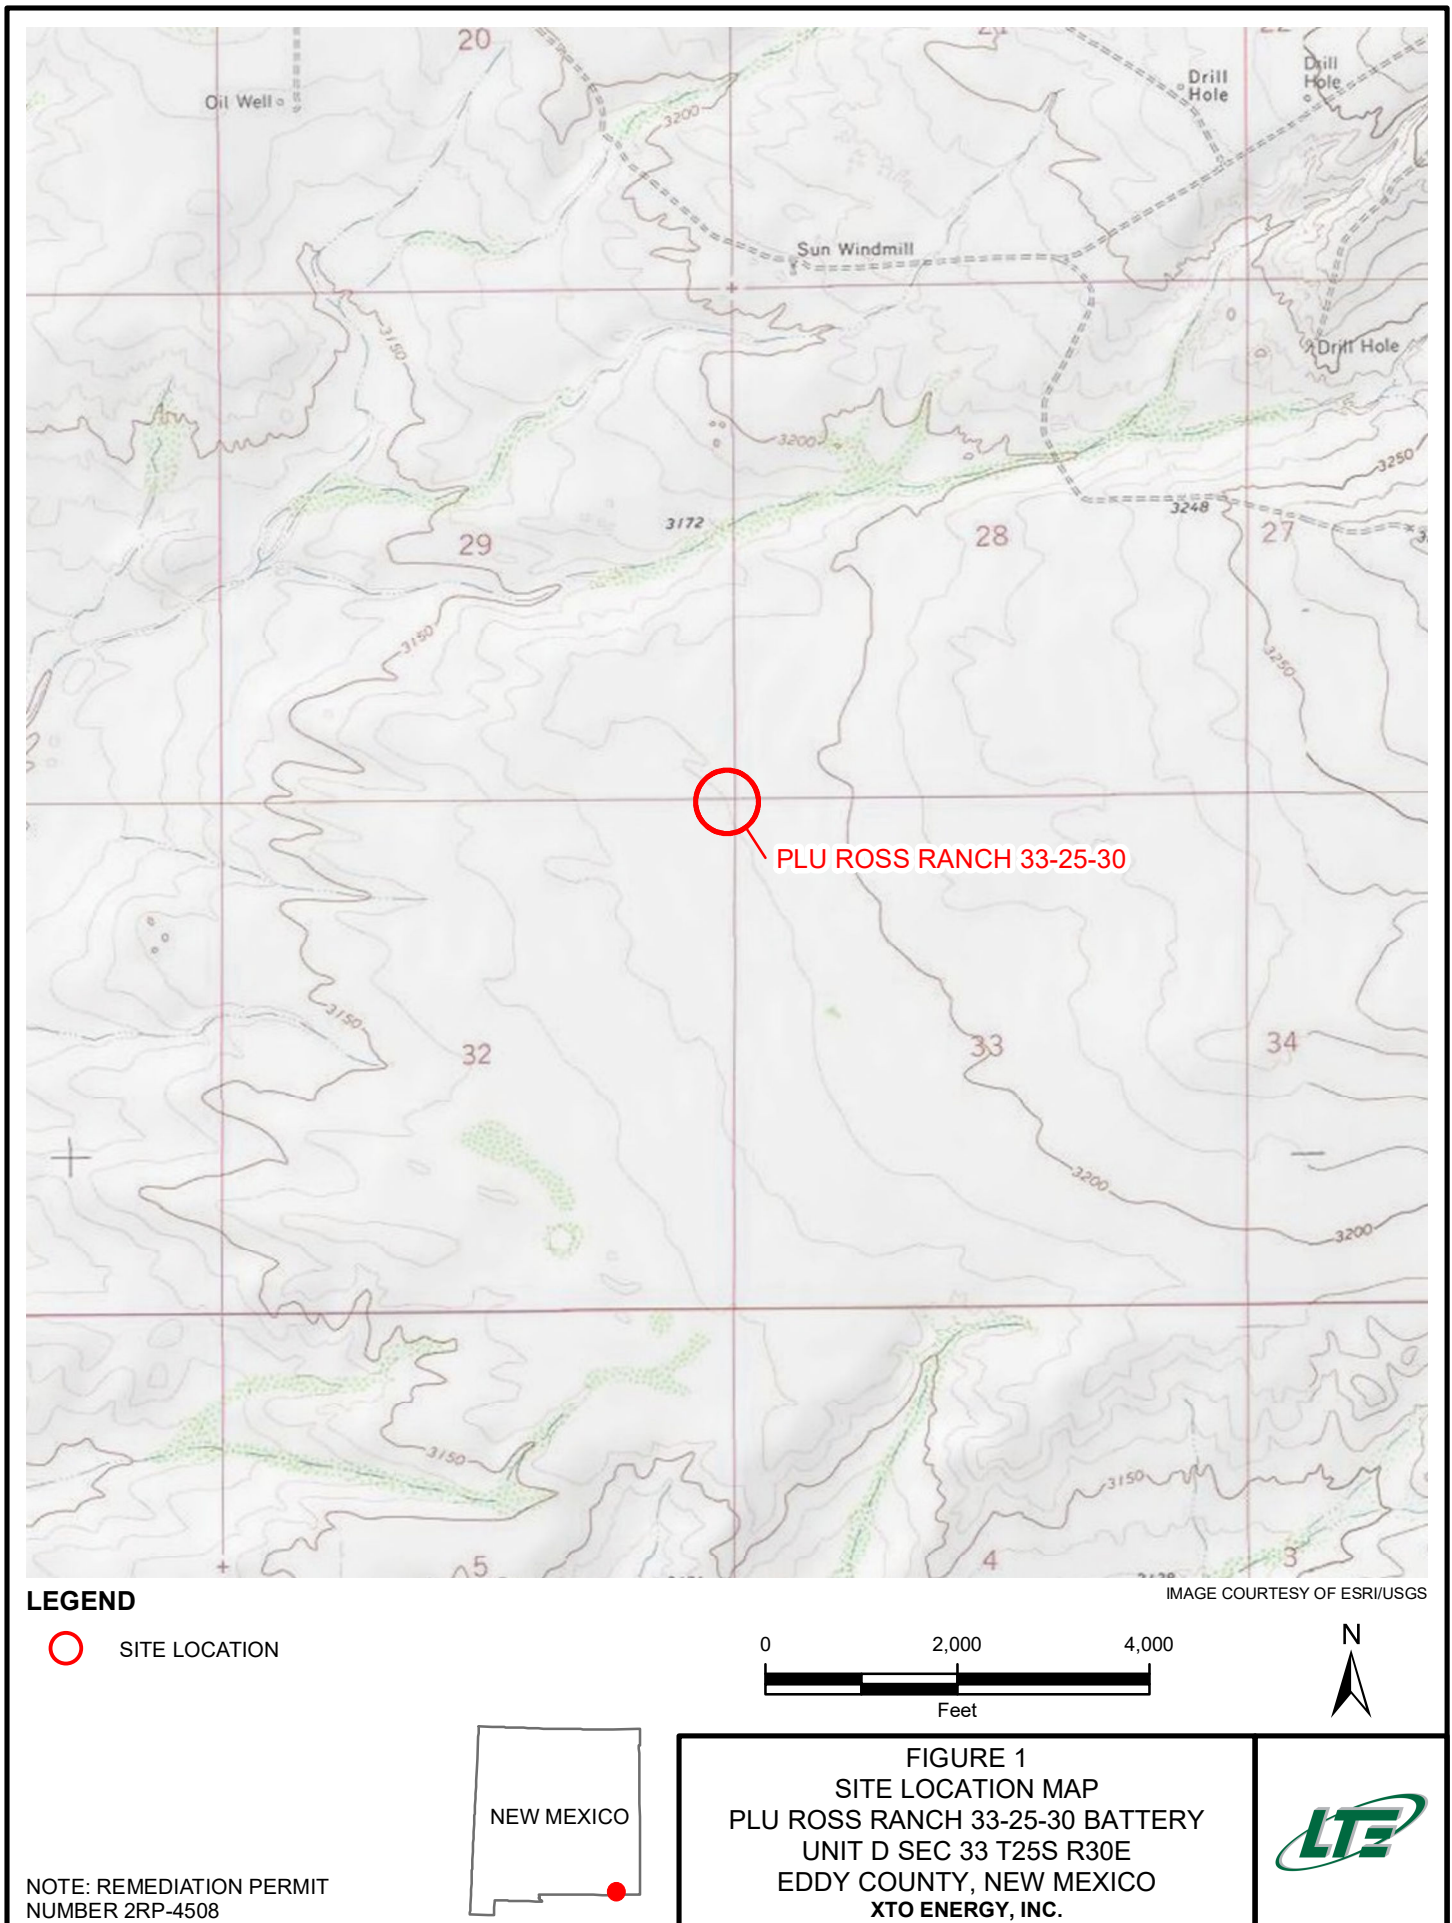 20
Oil Well
3200
Drill
Hole
Drill
Hole
Sun Windmill
3150
Drill Hole
3200
3250
3172
3248
29
28
27
3150
3250
PLU ROSS RANCH 33-25-30
3150
32
33
34
3200
3200
3150
3150
5
4
3
LEGEND
SITE LOCATION
IMAGE COURTESY OF ESRI/USGS
0 2,000 4,000
Feet
N
NEW MEXICO
NOTE: REMEDIATION PERMIT
NUMBER 2RP-4508
FIGURE 1
SITE LOCATION MAP
PLU ROSS RANCH 33-25-30 BATTERY
UNIT D SEC 33 T25S R30E
EDDY COUNTY, NEW MEXICO
XTO ENERGY, INC.
LTE